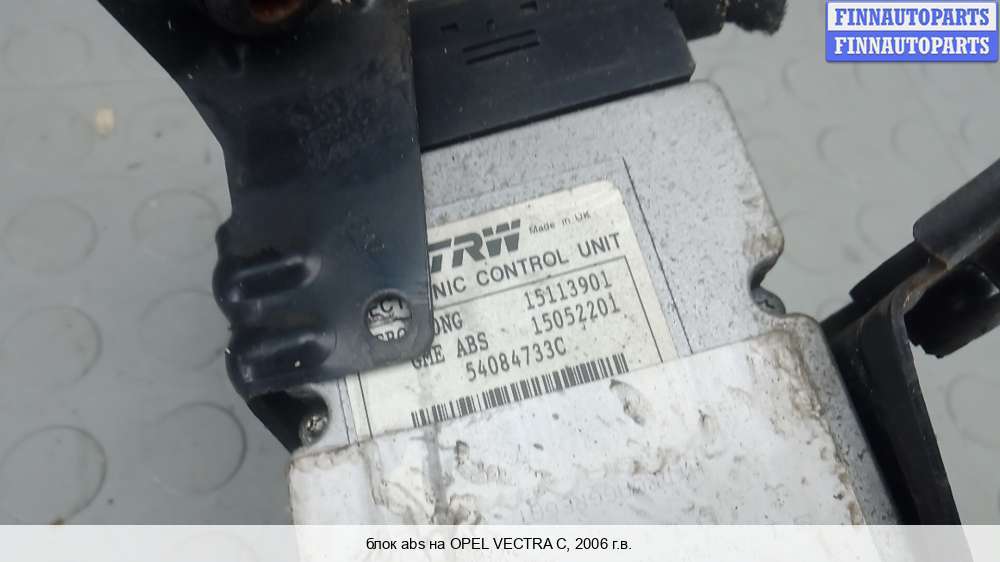 FINNAUTOPARTS
FINNAUTOPARTS
TRW Made in UK
NIC CONTROL UNIT
ECT
15113901
GME ABS 15052201
54084733C
блок abs на OPEL VECTRA C, 2006 г.в.